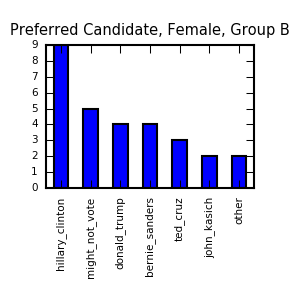 Preferred Candidate, Female, Group B
9
8
7
6
5
4
3
2
1
0
hillary_clinton
might_not_vote
donald_trump
bernie_sanders
ted_cruz
john_kasich
other